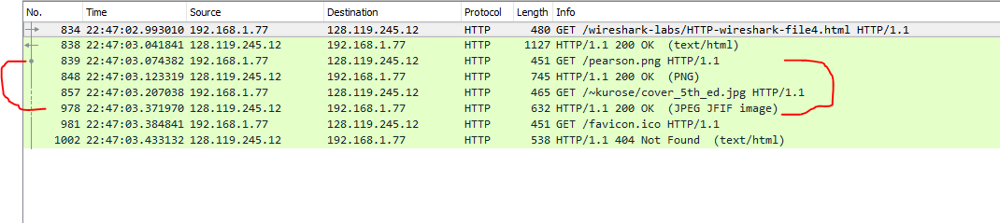 No. Time Source Destination Protocol Length Info
834 22:47:02.993010 192.168.1.77 128.119.245.12 HTTP 480 GET /wireshark-labs/HTTP-wireshark-file4.html HTTP/1.1
838 22:47:03.041841 128.119.245.12 192.168.1.77 HTTP 1127 HTTP/1.1 200 OK (text/html)
839 22:47:03.074382 192.168.1.77 128.119.245.12 HTTP 451 GET /pearson.png HTTP/1.1
848 22:47:03.123319 128.119.245.12 192.168.1.77 HTTP 745 HTTP/1.1 200 OK (PNG)
857 22:47:03.207038 192.168.1.77 128.119.245.12 HTTP 465 GET /~kurose/cover_5th_ed.jpg HTTP/1.1
978 22:47:03.371970 128.119.245.12 192.168.1.77 HTTP 632 HTTP/1.1 200 OK (JPEG JFIF image)
981 22:47:03.384841 192.168.1.77 128.119.245.12 HTTP 451 GET /favicon.ico HTTP/1.1
1002 22:47:03.433132 128.119.245.12 192.168.1.77 HTTP 538 HTTP/1.1 404 Not Found (text/html)